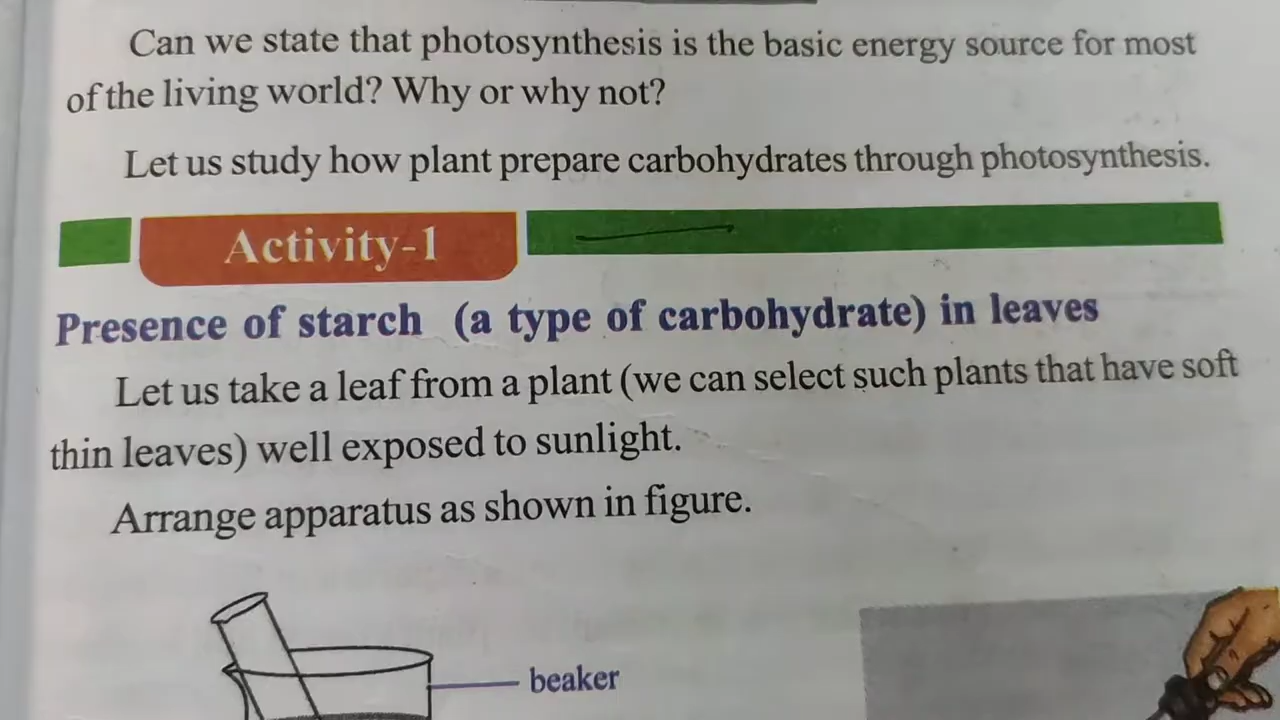 Can we state that photosynthesis is the basic energy source for most
of the living world? Why or why not?
Let us study how plant prepare carbohydrates through photosynthesis.
Activity-1
Presence of starch (a type of carbohydrate) in leaves
Let us take a leaf from a plant (we can select such plants that have soft
thin leaves) well exposed to sunlight.
Arrange apparatus as shown in figure.
beaker